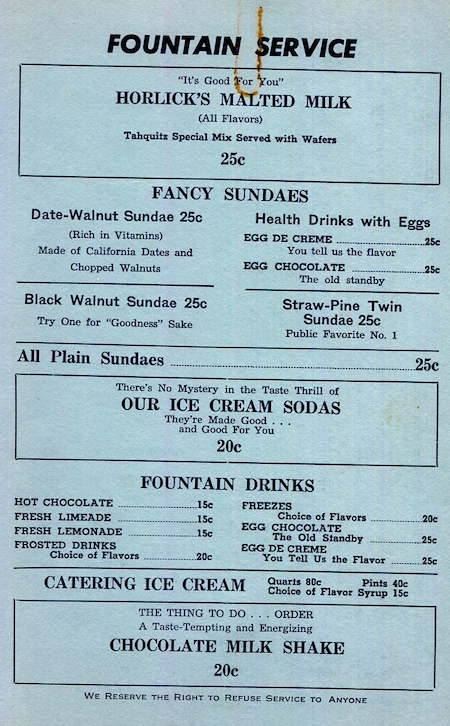 FOUNTAIN SERVICE
"It's Good For You"
HORLICK'S MALTED MILK
(All Flavors)
Tahquitz Special Mix Served with Wafers
25c
FANCY SUNDAES
Date-Walnut Sundae 25c
(Rich in Vitamins)
Made of California Dates and
Chopped Walnuts
Health Drinks with Eggs
EGG DE CREME ........................ 25c
You tell us the flavor
EGG CHOCOLATE ..................... 25c
The old standby
Black Walnut Sundae 25c
Try One for "Goodness" Sake
Straw-Pine Twin
Sundae 25c
Public Favorite No. 1
All Plain Sundaes ........................ 25c
There's No Mystery in the Taste Thrill of
OUR ICE CREAM SODAS
They're Made Good . . .
and Good For You
20c
FOUNTAIN DRINKS
HOT CHOCOLATE ..................... 15c
FRESH LIMEADE ..................... 15c
FRESH LEMONADE ..................... 15c
FROSTED DRINKS
Choice of Flavors ............... 20c
FREEZES
Choice of Flavors ............... 20c
EGG CHOCOLATE
The Old Standby ............... 25c
EGG DE CREME
You Tell Us the Flavor ......... 25c
CATERING ICE CREAM
Quarts 80c Pints 40c
Choice of Flavor Syrup 15c
THE THING TO DO . . . ORDER
A Taste-Tempting and Energizing
CHOCOLATE MILK SHAKE
20c
WE RESERVE THE RIGHT TO REFUSE SERVICE TO ANYONE